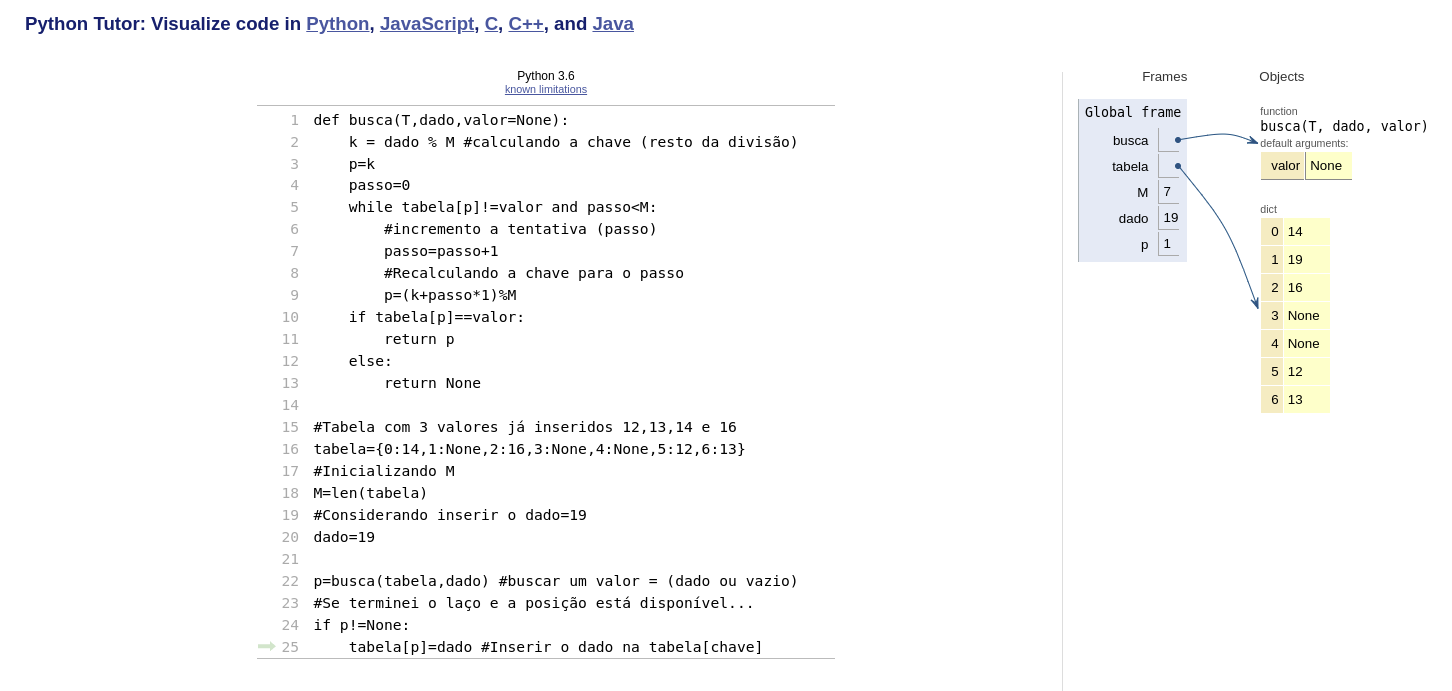 Python Tutor: Visualize code in Python, JavaScript, C, C++, and Java
Python 3.6
known limitations
1 def busca(T,dado,valor=None):
2     k = dado % M #calculando a chave (resto da divisão)
3     p=k
4     passo=0
5     while tabela[p]!=valor and passo<M:
6         #incremento a tentativa (passo)
7         passo=passo+1
8         #Recalculando a chave para o passo
9         p=(k+passo*1)%M
10     if tabela[p]==valor:
11         return p
12     else:
13         return None
14
15 #Tabela com 3 valores já inseridos 12,13,14 e 16
16 tabela={0:14,1:None,2:16,3:None,4:None,5:12,6:13}
17 #Inicializando M
18 M=len(tabela)
19 #Considerando inserir o dado=19
20 dado=19
21
22 p=busca(tabela,dado) #buscar um valor = (dado ou vazio)
23 #Se terminei o laço e a posição está disponível...
24 if p!=None:
25     tabela[p]=dado #Inserir o dado na tabela[chave]
Frames
Global frame
busca
tabela
M 7
dado 19
p 1
Objects
function
busca(T, dado, valor)
default arguments:
valor None
dict
0 14
1 19
2 16
3 None
4 None
5 12
6 13